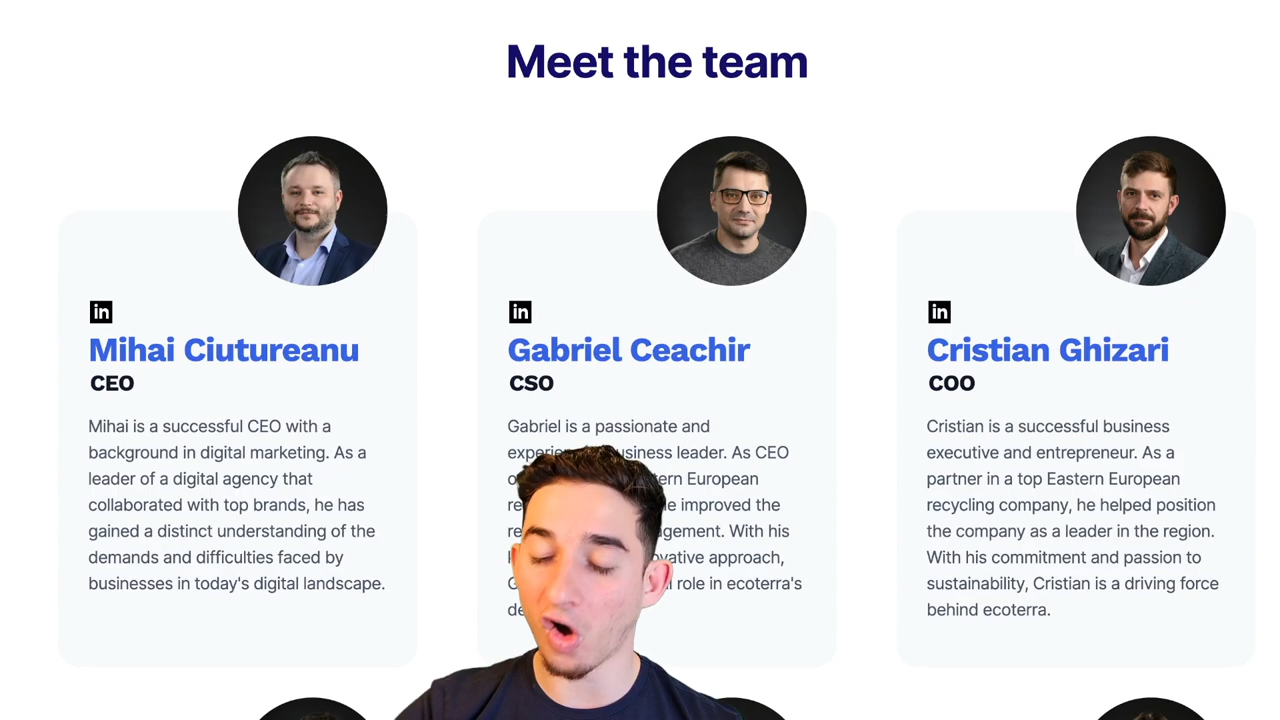 Meet the team
in
Mihai Ciutureanu
CEO
Mihai is a successful CEO with a
background in digital marketing. As a
leader of a digital agency that
collaborated with top brands, he has
gained a distinct understanding of the
demands and difficulties faced by
businesses in today's digital landscape.
in
Gabriel Ceachir
CSO
Gabriel is a passionate and
business leader. As CEO
European
improved the
With his
approach,
role in ecoterra's
in
Cristian Ghizari
COO
Cristian is a successful business
executive and entrepreneur. As a
partner in a top Eastern European
recycling company, he helped position
the company as a leader in the region.
With his commitment and passion to
sustainability, Cristian is a driving force
behind ecoterra.